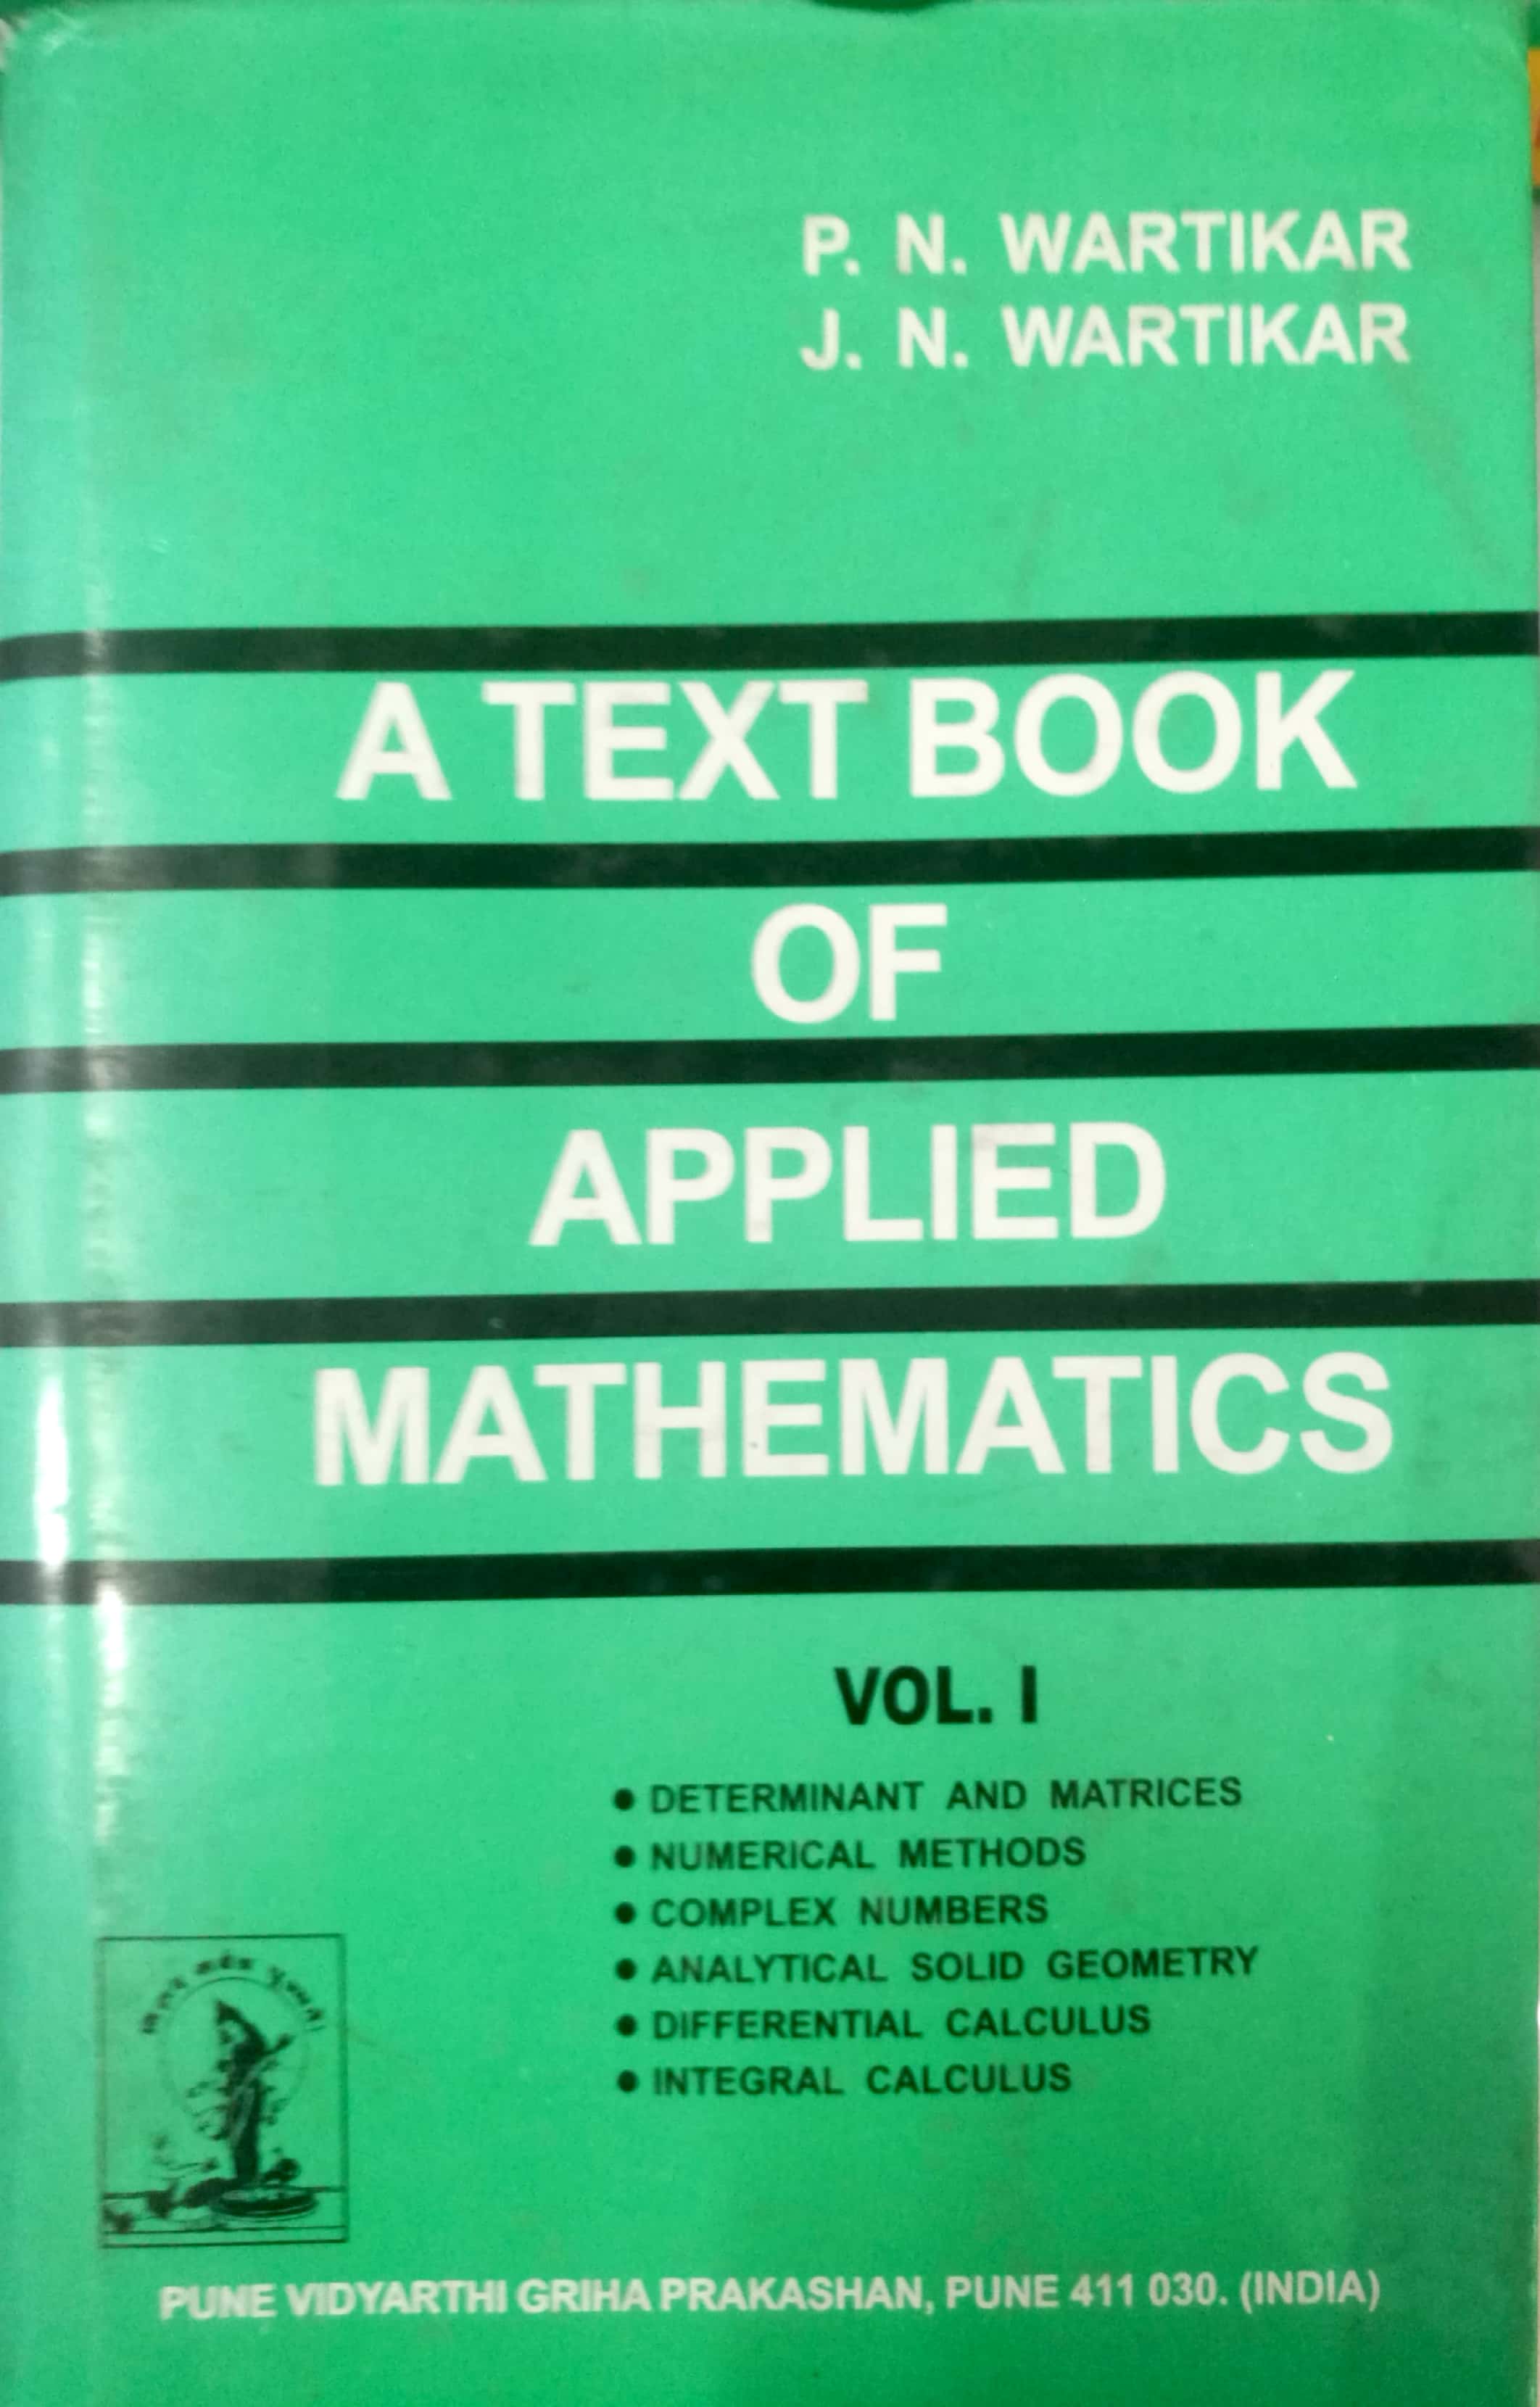 P. N. WARTIKAR
J. N. WARTIKAR
A TEXT BOOK
OF
APPLIED
MATHEMATICS
VOL. I
• DETERMINANT AND MATRICES
• NUMERICAL METHODS
• COMPLEX NUMBERS
• ANALYTICAL SOLID GEOMETRY
• DIFFERENTIAL CALCULUS
• INTEGRAL CALCULUS
PUNE VIDYARTHI GRIHA PRAKASHAN, PUNE 411 030. (INDIA)